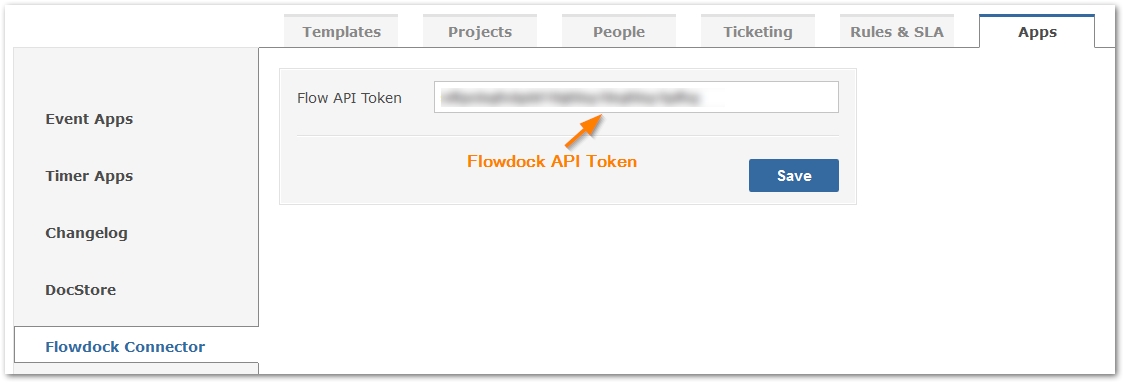 Templates
Projects
People
Ticketing
Rules & SLA
Apps
Event Apps
Timer Apps
Changelog
DocStore
Flowdock Connector
Flow API Token
Flowdock API Token
Save